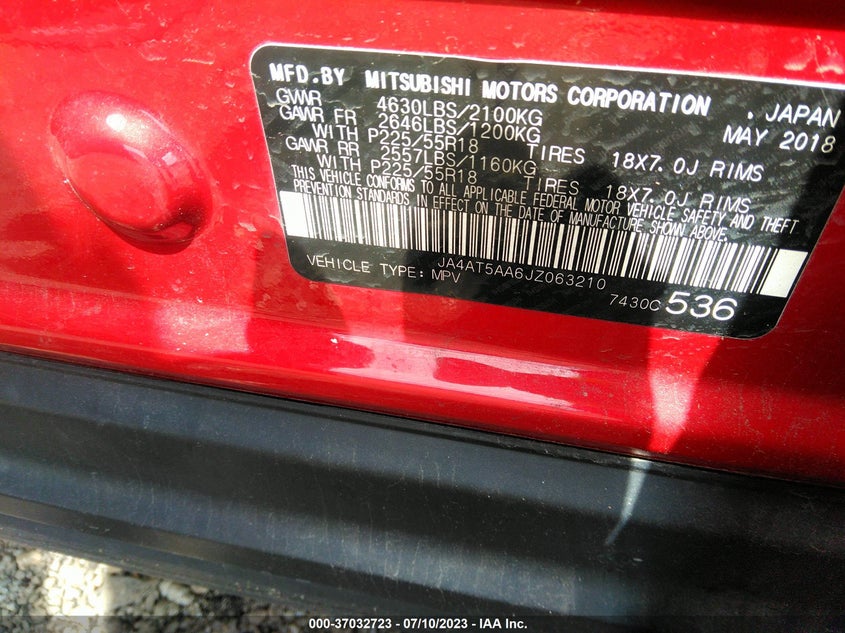 MFD.BY MITSUBISHI MOTORS CORPORATION . JAPAN
GVWR 4630LBS/2100KG MAY 2018
GAWR FR 2646LBS/1200KG
WITH P225/55R18 TIRES 18X7.0J RIMS
GAWR RR 2557LBS/1160KG
WITH P225/55R18 TIRES 18X7.0J RIMS
THIS VEHICLE CONFORMS TO ALL APPLICABLE FEDERAL MOTOR VEHICLE SAFETY AND THEFT
PREVENTION STANDARDS IN EFFECT ON THE DATE OF MANUFACTURE SHOWN ABOVE.
JA4AT5AA6JZ063210
VEHICLE TYPE: MPV
7430C 536
000-37032723 - 07/10/2023 - IAA Inc.